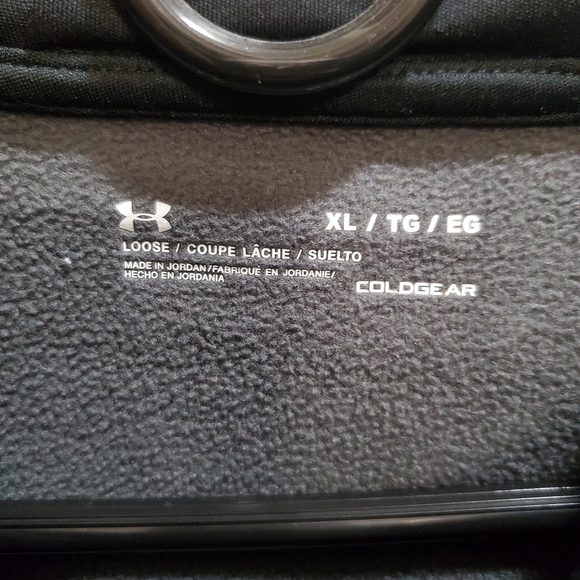 XL / TG / EG
LOOSE / COUPE LÂCHE / SUELTO
MADE IN JORDAN/FABRIQUÉ EN JORDANIE/
HECHO EN JORDANIA
COLDGEAR